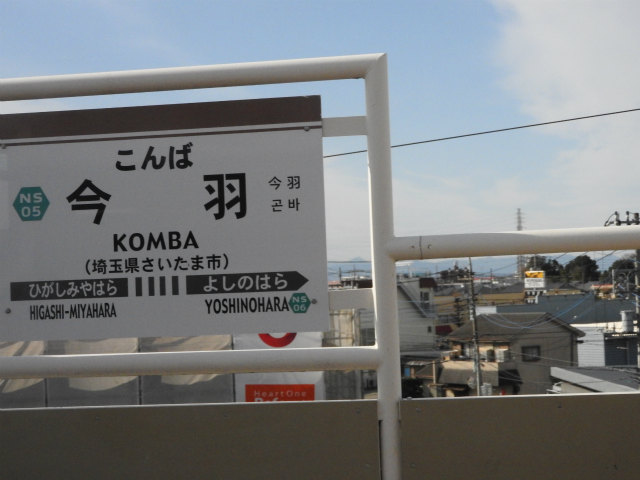 こんば
NS
05
今羽
今羽
곤바
KOMBA
(埼玉県さいたま市)
ひがしみやはら
よしのはら
HIGASHI-MIYAHARA
YOSHINOHARA
NS
06
HeartOne